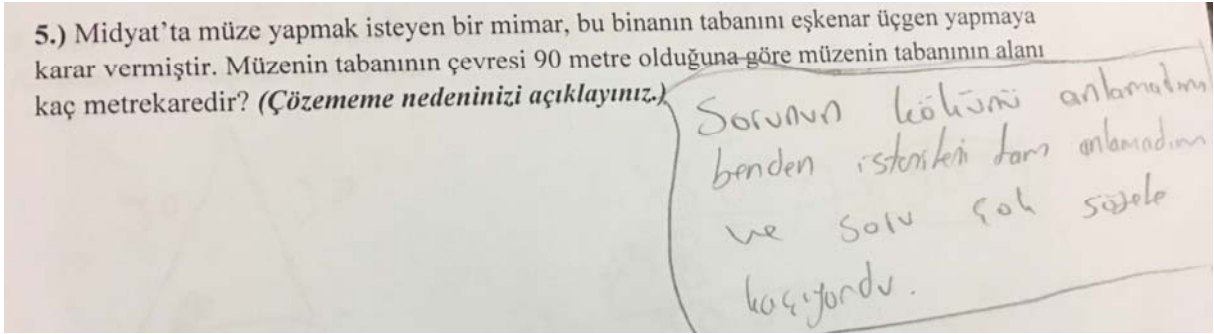 5.) Midyat'ta müze yapmak isteyen bir mimar, bu binanın tabanını eşkenar üçgen yapmaya
karar vermiştir. Müzenin tabanının çevresi 90 metre olduğuna göre müzenin tabanının alanı
kaç metrekaredir? (Çözememe nedeninizi açıklayınız.)
Sorunun kökünü anlamadım
benden istenileni tam anlamadım
ve soru çok sözele
kaçıyordu.